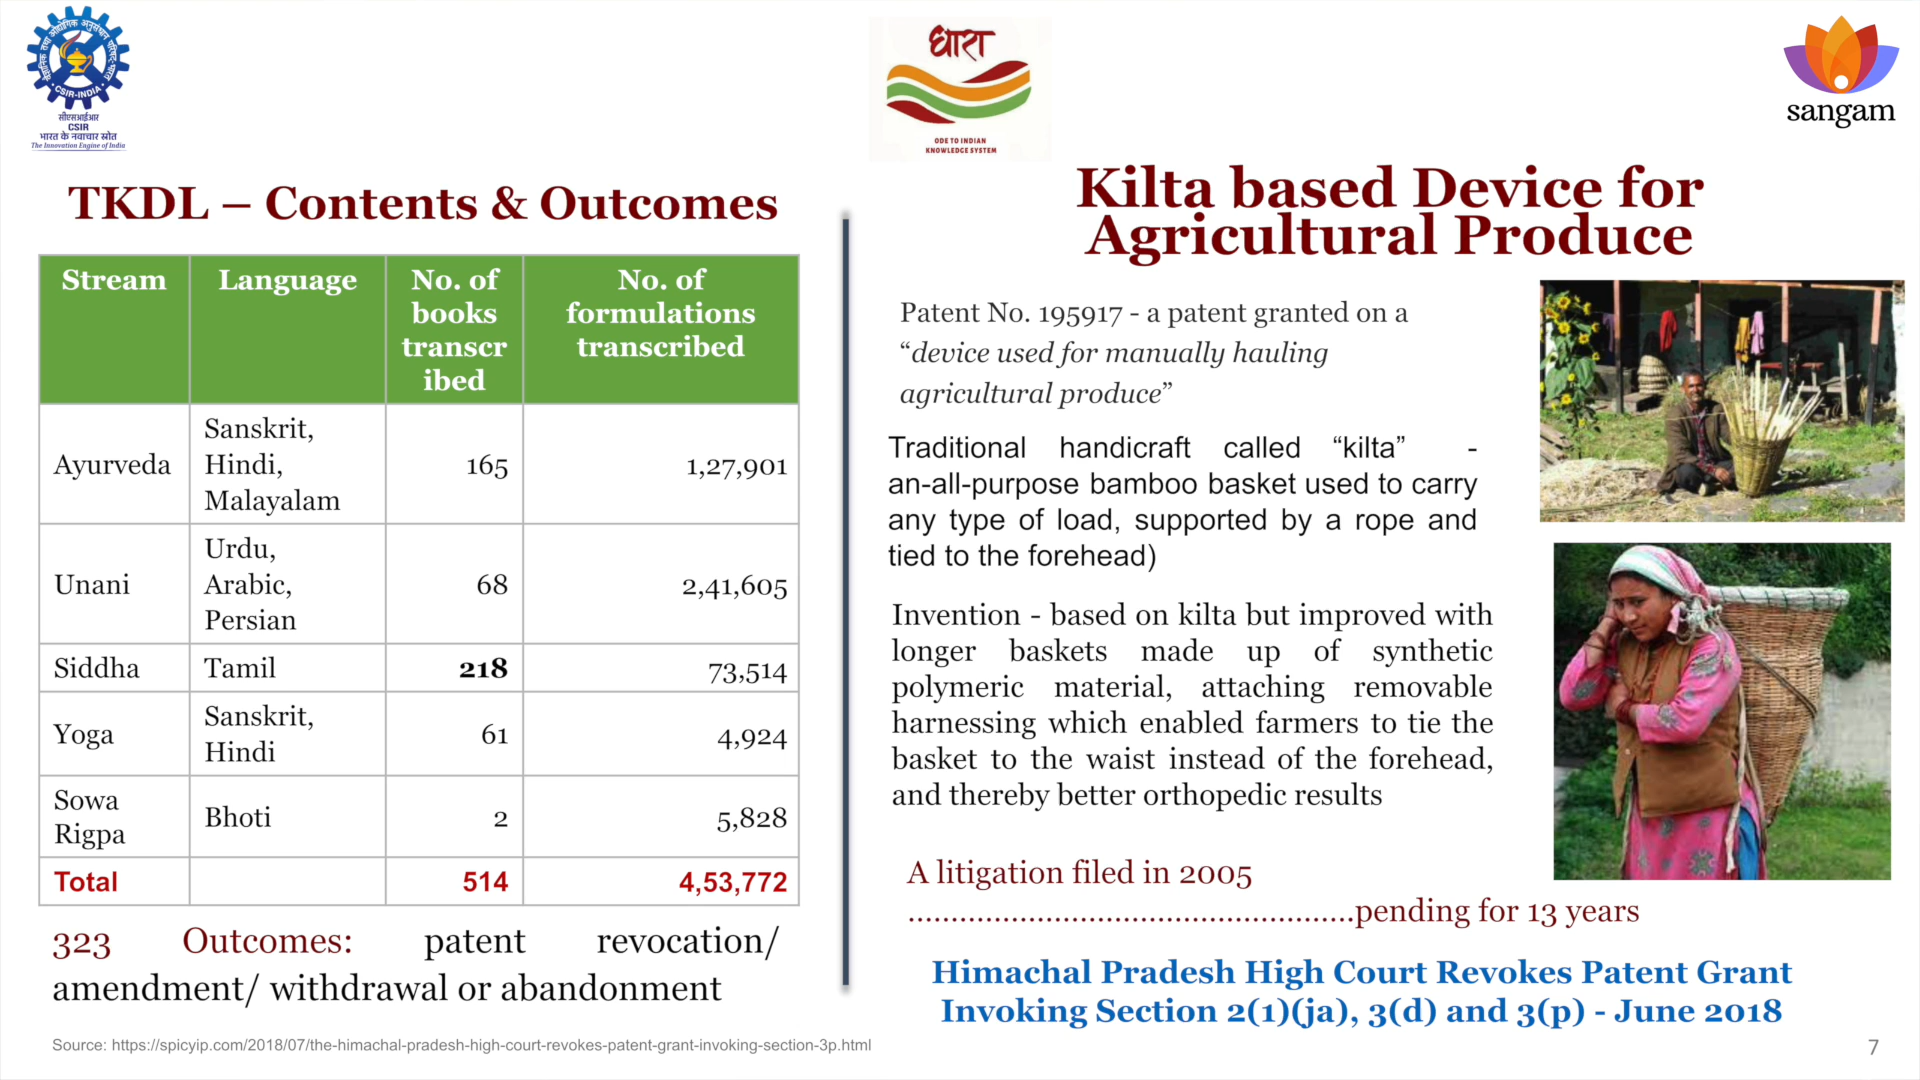 सीएसआईआर
CSIR
भारत के नवाचार स्रोत
The Innovation Engine of India
CSIR-INDIA
धारा
ODE TO INDIAN
KNOWLEDGE SYSTEM
sangam
TKDL – Contents & Outcomes
Stream Language No. of books transcr ibed No. of formulations transcribed
Ayurveda Sanskrit, Hindi, Malayalam 165 1,27,901
Unani Urdu, Arabic, Persian 68 2,41,605
Siddha Tamil 218 73,514
Yoga Sanskrit, Hindi 61 4,924
Sowa Rigpa Bhoti 2 5,828
Total 514 4,53,772
323 Outcomes: patent revocation/
amendment/ withdrawal or abandonment
Source: https://spicyip.com/2018/07/the-himachal-pradesh-high-court-revokes-patent-grant-invoking-section-3p.html
Kilta based Device for
Agricultural Produce
Patent No. 195917 - a patent granted on a
“device used for manually hauling
agricultural produce”
Traditional handicraft called “kilta” -
an-all-purpose bamboo basket used to carry
any type of load, supported by a rope and
tied to the forehead)
Invention - based on kilta but improved with
longer baskets made up of synthetic
polymeric material, attaching removable
harnessing which enabled farmers to tie the
basket to the waist instead of the forehead,
and thereby better orthopedic results
A litigation filed in 2005
....................................................pending for 13 years
Himachal Pradesh High Court Revokes Patent Grant
Invoking Section 2(1)(ja), 3(d) and 3(p) - June 2018
7